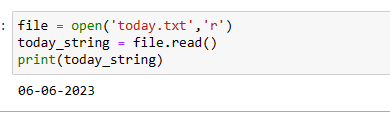 : file = open('today.txt','r')
today_string = file.read()
print(today_string)
06-06-2023